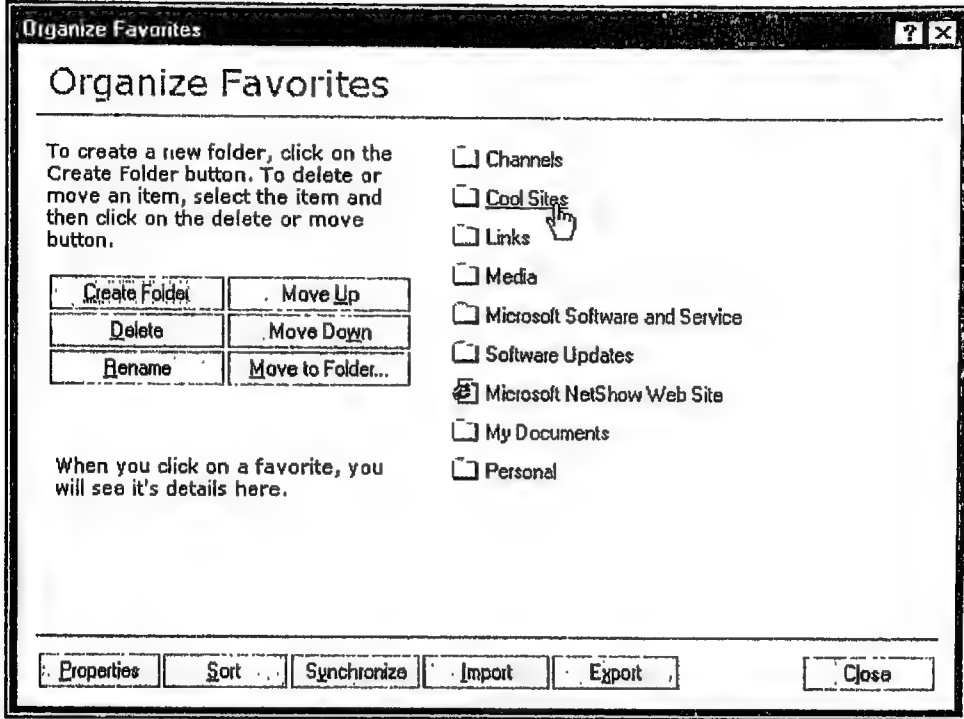 Organize Favorites
Organize Favorites
To create a new folder, click on the
Create Folder button. To delete or
move an item, select the item and
then click on the delete or move
button.
Create Folder
Move Up
Delete
Move Down
Rename
Move to Folder...
When you click on a favorite, you
will see it's details here.
Channels
Cool Sites
Links
Media
Microsoft Software and Service
Software Updates
Microsoft NetShow Web Site
My Documents
Personal
Properties
Sort
Synchronize
Import
Export
Close